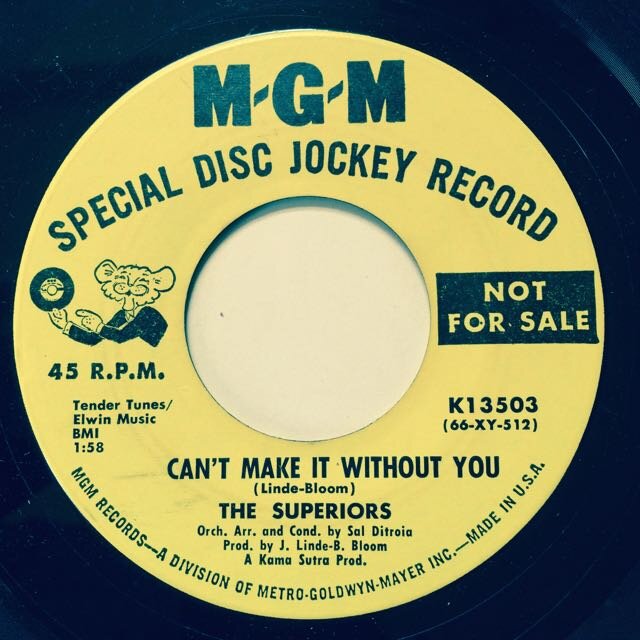 M-G-M
SPECIAL DISC JOCKEY RECORD
NOT
FOR SALE
45 R.P.M.
Tender Tunes/
Elwin Music
BMI
1:58
K13503
(66-XY-512)
CAN'T MAKE IT WITHOUT YOU
(Linde-Bloom)
THE SUPERIORS
Orch. Arr. and Cond. by Sal Ditroia
Prod. by J. Linde-B. Bloom
A Kama Sutra Prod.
MGM RECORDS—A DIVISION OF METRO-GOLDWYN-MAYER INC.—MADE IN U.S.A.